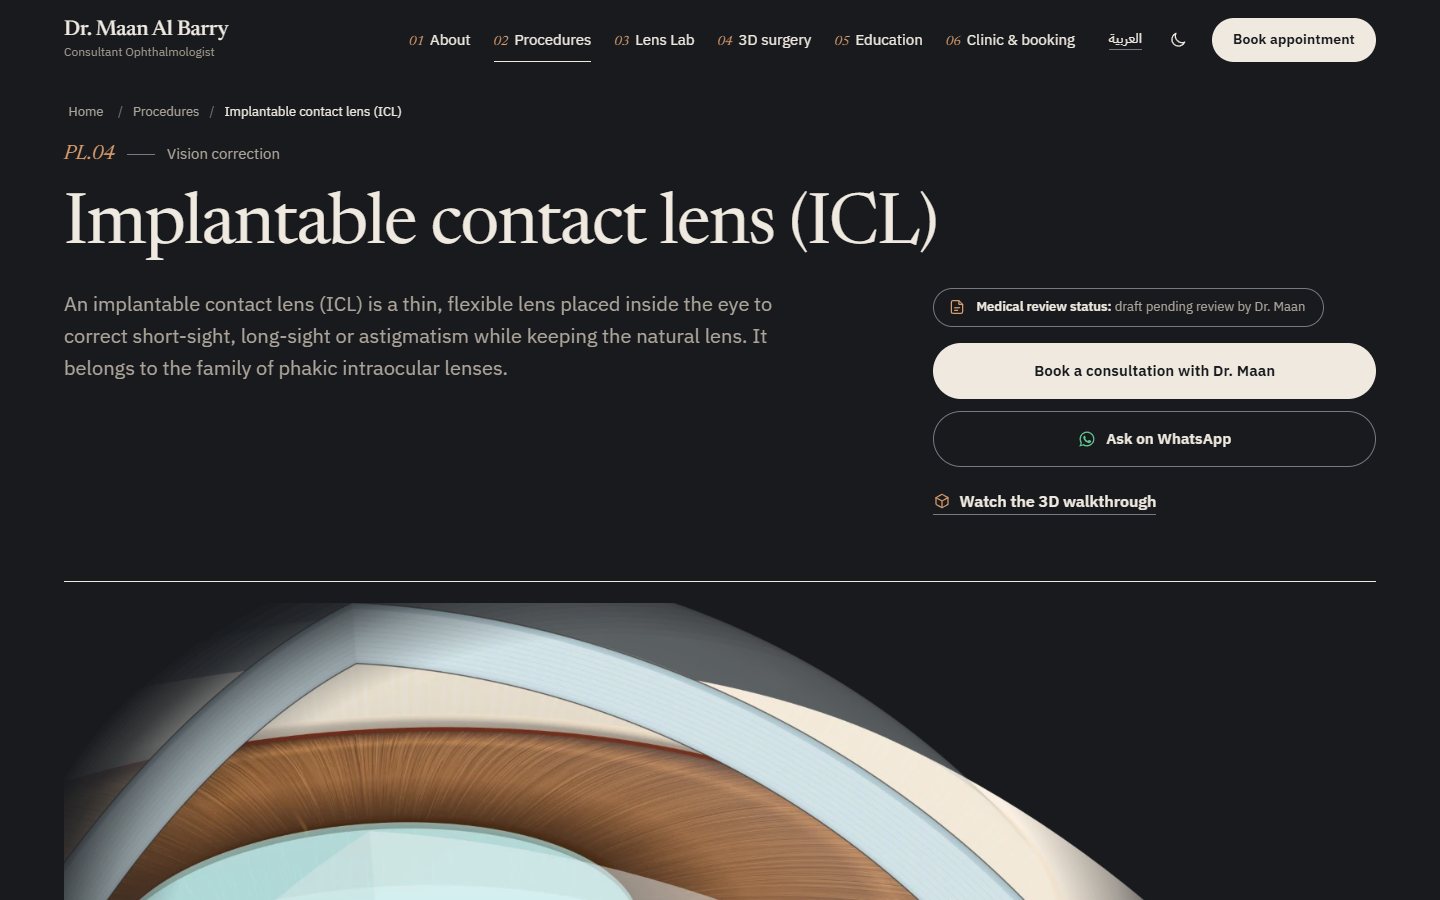 Dr. Maan Al Barry
Consultant Ophthalmologist
01 About
02 Procedures
03 Lens Lab
04 3D surgery
05 Education
06 Clinic & booking
العربية
Book appointment
Home / Procedures / Implantable contact lens (ICL)
PL.04 — Vision correction
Implantable contact lens (ICL)
An implantable contact lens (ICL) is a thin, flexible lens placed inside the eye to
correct short-sight, long-sight or astigmatism while keeping the natural lens. It
belongs to the family of phakic intraocular lenses.
Medical review status: draft pending review by Dr. Maan
Book a consultation with Dr. Maan
Ask on WhatsApp
Watch the 3D walkthrough